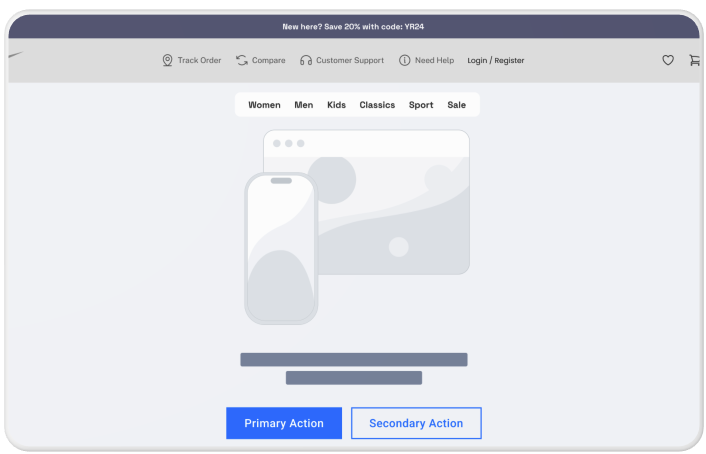 New here? Save 20% with code: YR24
Track Order Compare Customer Support Need Help Login / Register
Women Men Kids Classics Sport Sale
Primary Action Secondary Action